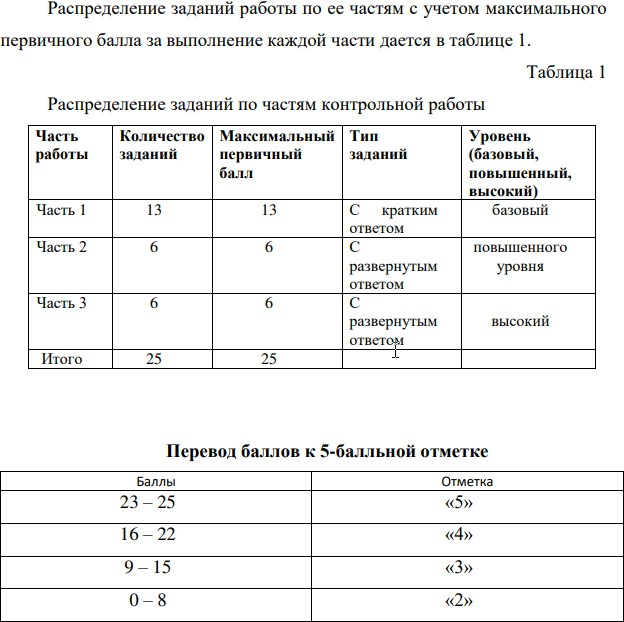 Распределение заданий работы по ее частям с учетом максимального
первичного балла за выполнение каждой части дается в таблице 1.
Таблица 1
Распределение заданий по частям контрольной работы
Часть работы Количество заданий Максимальный первичный балл Тип заданий Уровень (базовый, повышенный, высокий)
Часть 1 13 13 С кратким ответом базовый
Часть 2 6 6 С развернутым ответом повышенного уровня
Часть 3 6 6 С развернутым ответом высокий
Итого 25 25
Перевод баллов к 5-балльной отметке
Баллы Отметка
23 – 25 «5»
16 – 22 «4»
9 – 15 «3»
0 – 8 «2»